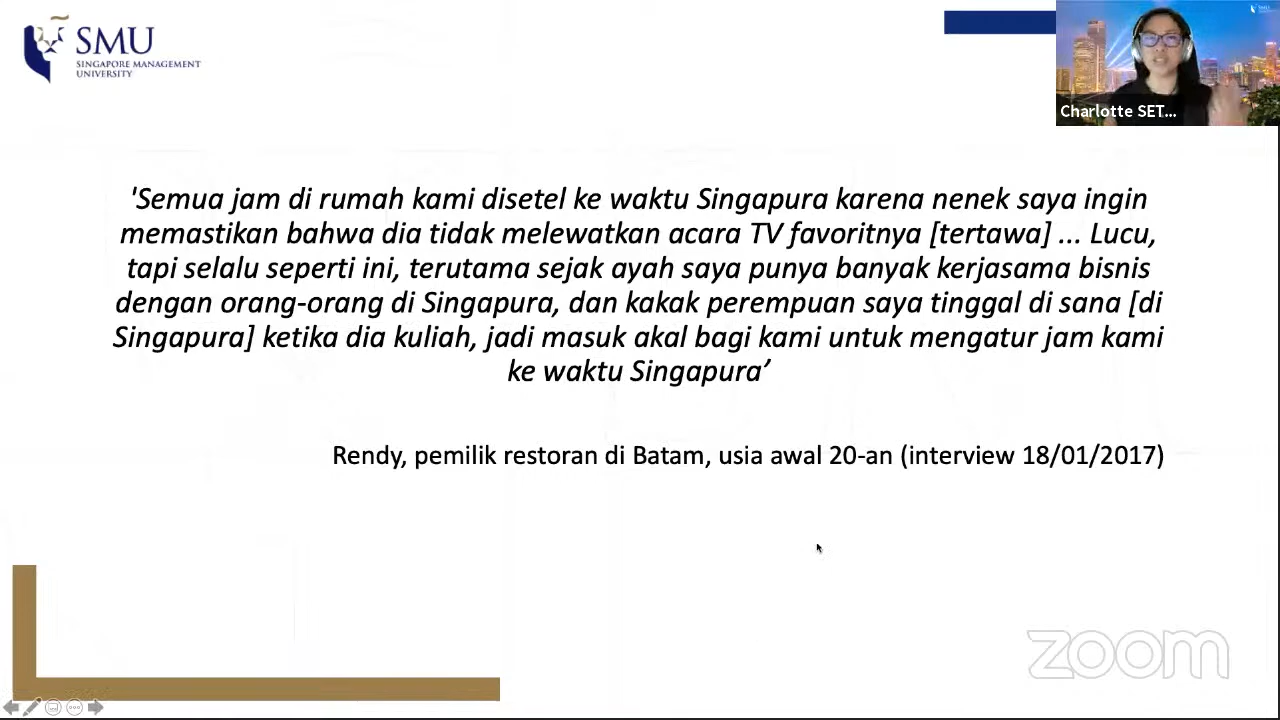 SMU
SINGAPORE MANAGEMENT
UNIVERSITY
Charlotte SET...
'Semua jam di rumah kami disetel ke waktu Singapura karena nenek saya ingin
memastikan bahwa dia tidak melewatkan acara TV favoritnya [tertawa] ... Lucu,
tapi selalu seperti ini, terutama sejak ayah saya punya banyak kerjasama bisnis
dengan orang-orang di Singapura, dan kakak perempuan saya tinggal di sana [di
Singapura] ketika dia kuliah, jadi masuk akal bagi kami untuk mengatur jam kami
ke waktu Singapura’
Rendy, pemilik restoran di Batam, usia awal 20-an (interview 18/01/2017)
zoom